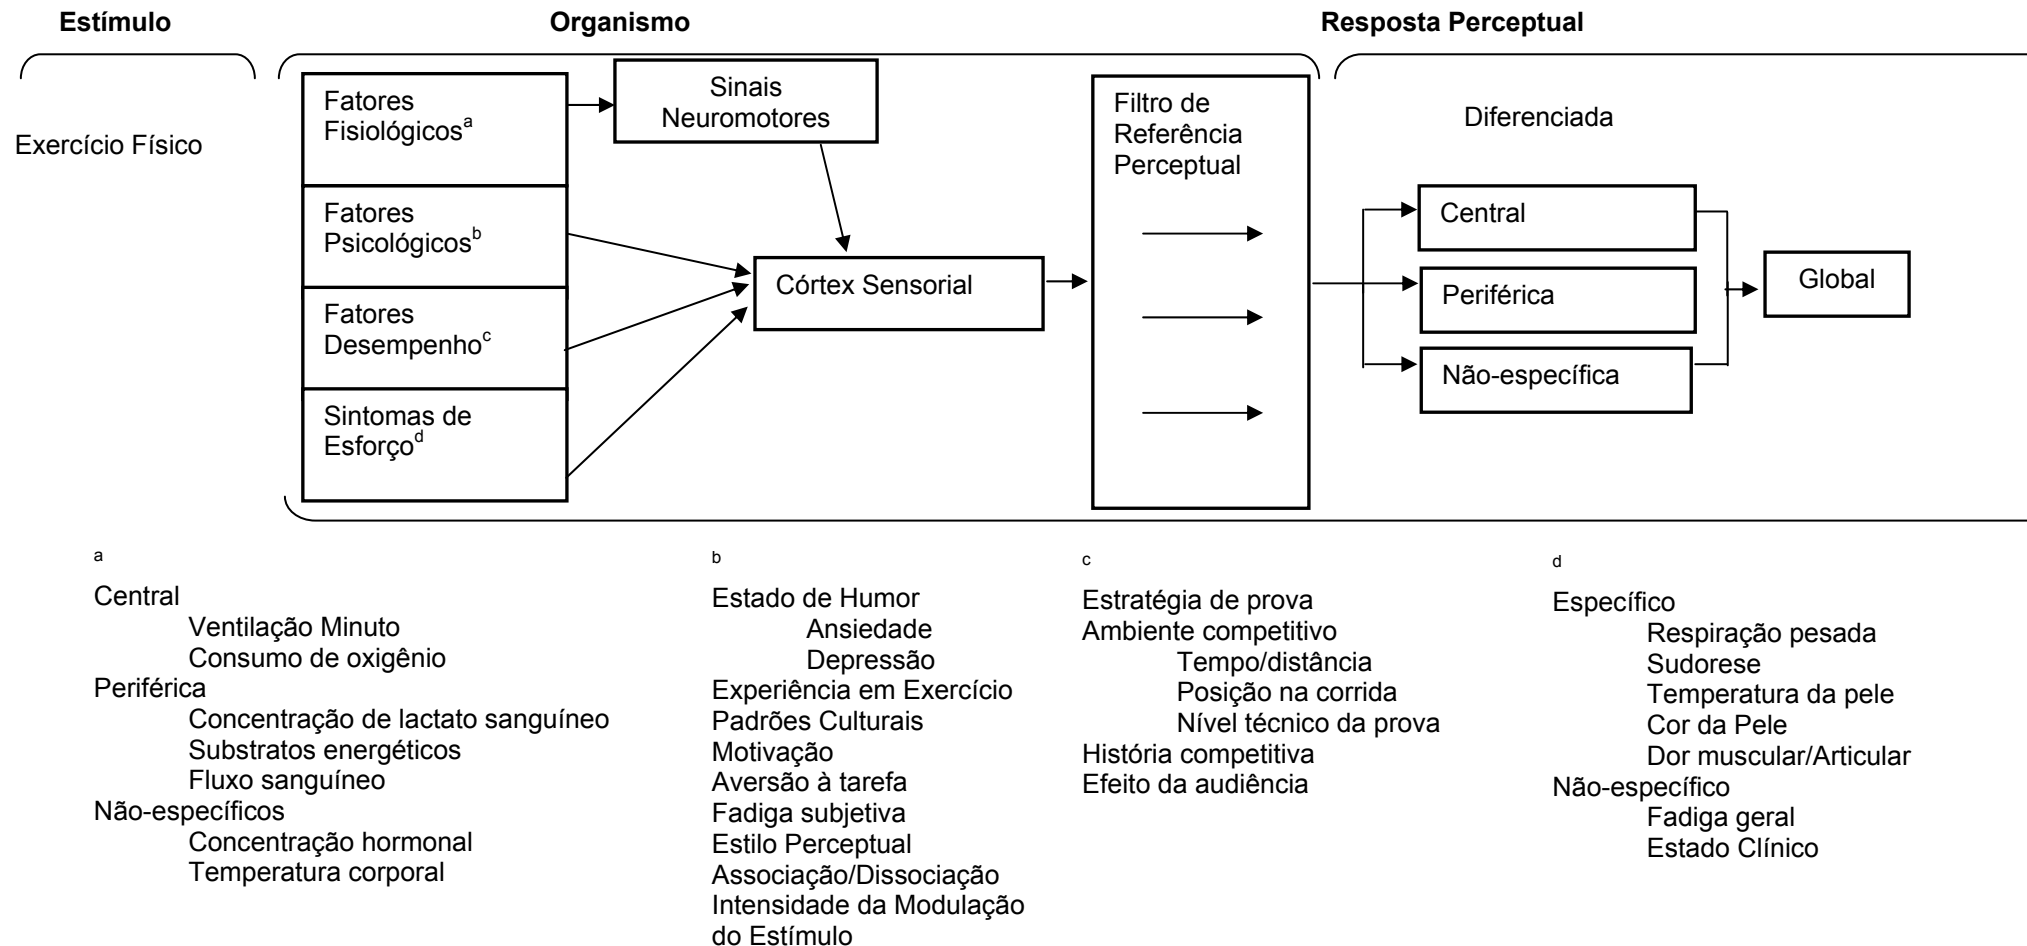 Estímulo
Organismo
Resposta Perceptual
Exercício Físico
Fatores
Fisiológicos^a
Sinais
Neuromotores
Fatores
Psicológicos^b
Fatores
Desempenho^c
Sintomas de
Esforço^d
Córtex Sensorial
Filtro de
Referência
Perceptual
Diferenciada
Central
Periférica
Não-específica
Global
a
Central
Ventilação Minuto
Consumo de oxigênio
Periférica
Concentração de lactato sanguíneo
Substratos energéticos
Fluxo sanguíneo
Não-específicos
Concentração hormonal
Temperatura corporal
b
Estado de Humor
Ansiedade
Depressão
Experiência em Exercício
Padrões Culturais
Motivação
Aversão à tarefa
Fadiga subjetiva
Estilo Perceptual
Associação/Dissociação
Intensidade da Modulação
do Estímulo
c
Estratégia de prova
Ambiente competitivo
Tempo/distância
Posição na corrida
Nível técnico da prova
História competitiva
Efeito da audiência
d
Específico
Respiração pesada
Sudorese
Temperatura da pele
Cor da Pele
Dor muscular/Articular
Não-específico
Fadiga geral
Estado Clínico